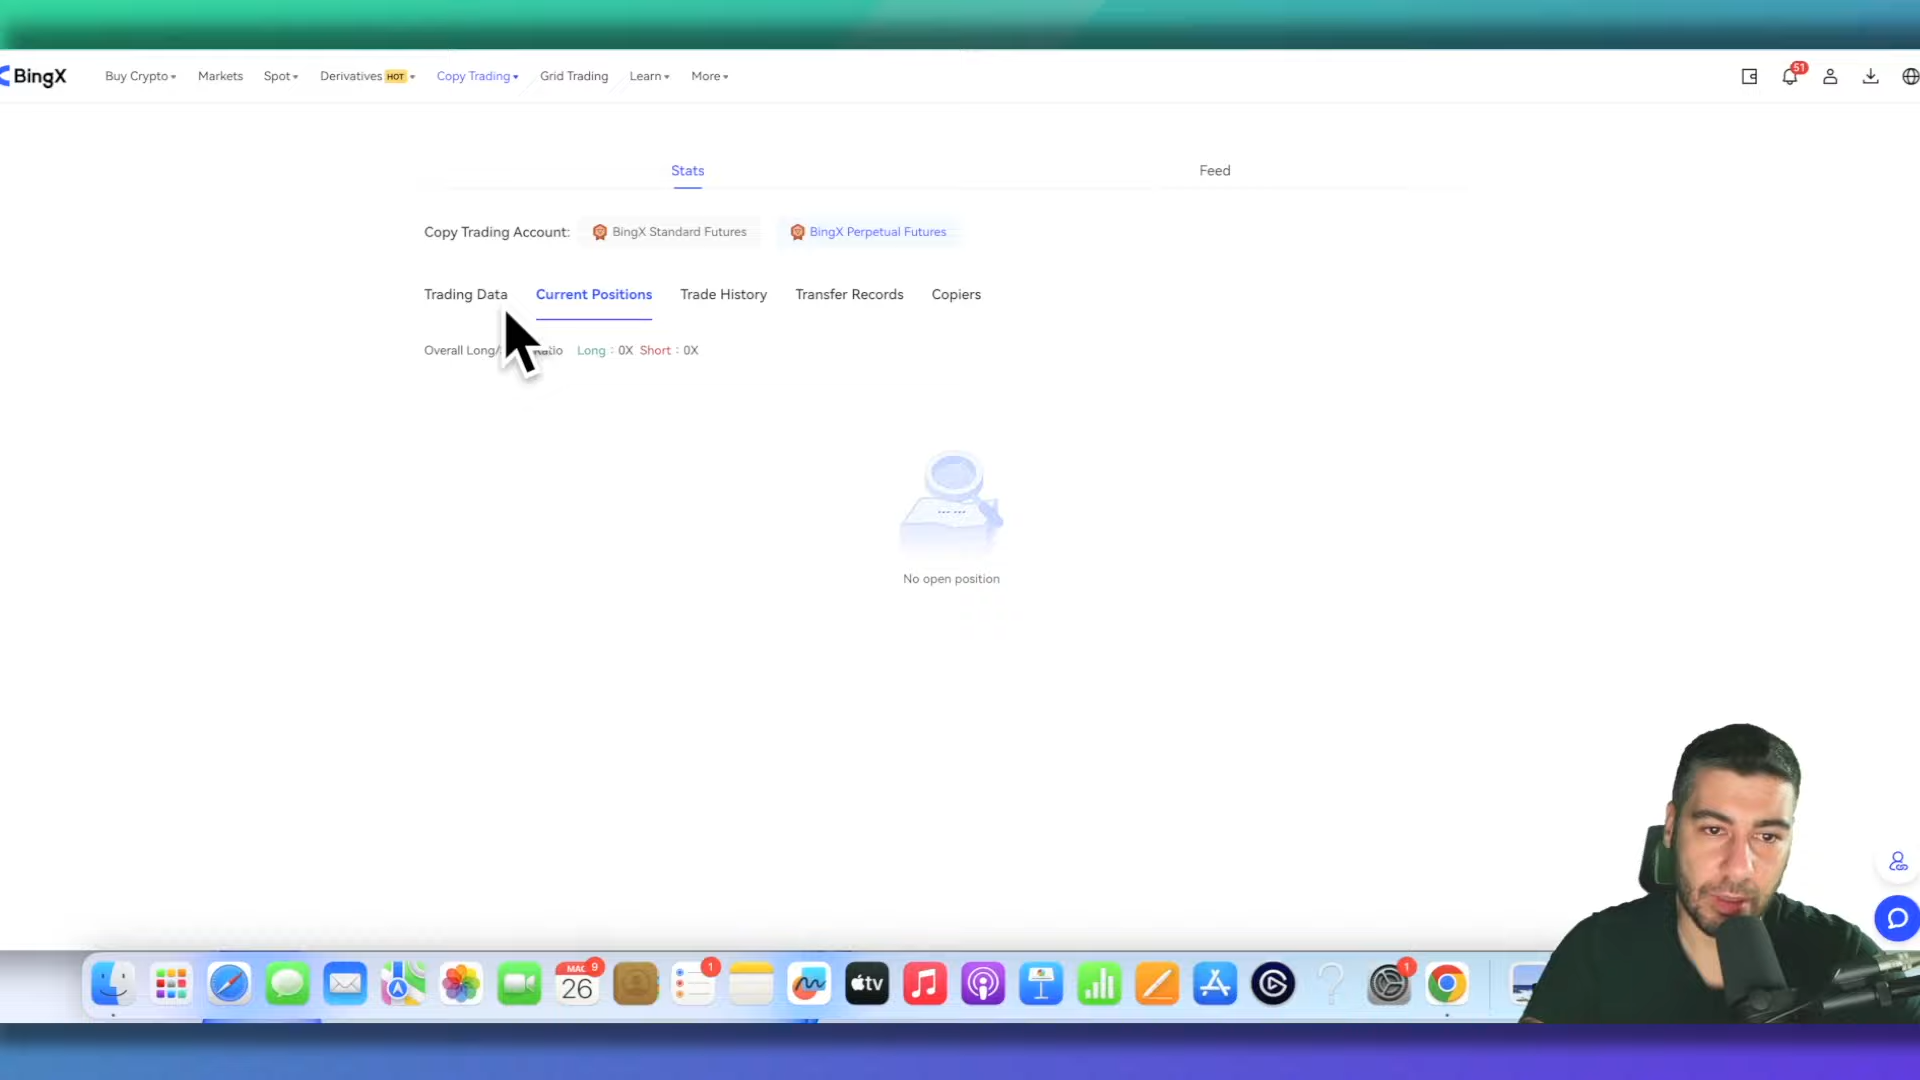 BingX
Buy Crypto Markets Spot Derivatives HOT Copy Trading Grid Trading Learn More
51
Stats Feed
Copy Trading Account: BingX Standard Futures BingX Perpetual Futures
Trading Data Current Positions Trade History Transfer Records Copiers
Overall Long/ Ratio Long : 0X Short : 0X
No open position
MAC 9 1 tv 1
26